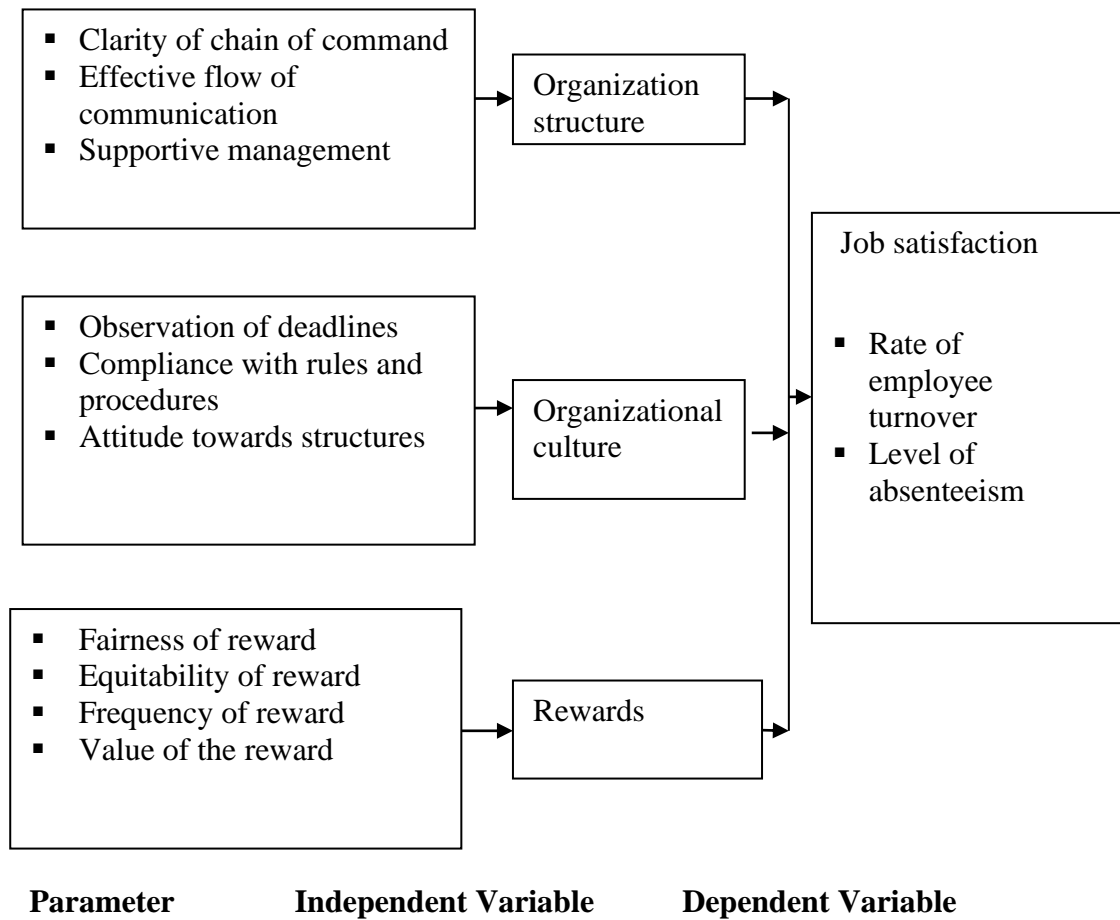 ▪ Clarity of chain of command
▪ Effective flow of
communication
▪ Supportive management
Organization
structure
▪ Observation of deadlines
▪ Compliance with rules and
procedures
▪ Attitude towards structures
Organizational
culture
▪ Fairness of reward
▪ Equitability of reward
▪ Frequency of reward
▪ Value of the reward
Rewards
Job satisfaction
▪ Rate of
employee
turnover
▪ Level of
absenteeism
Parameter Independent Variable Dependent Variable